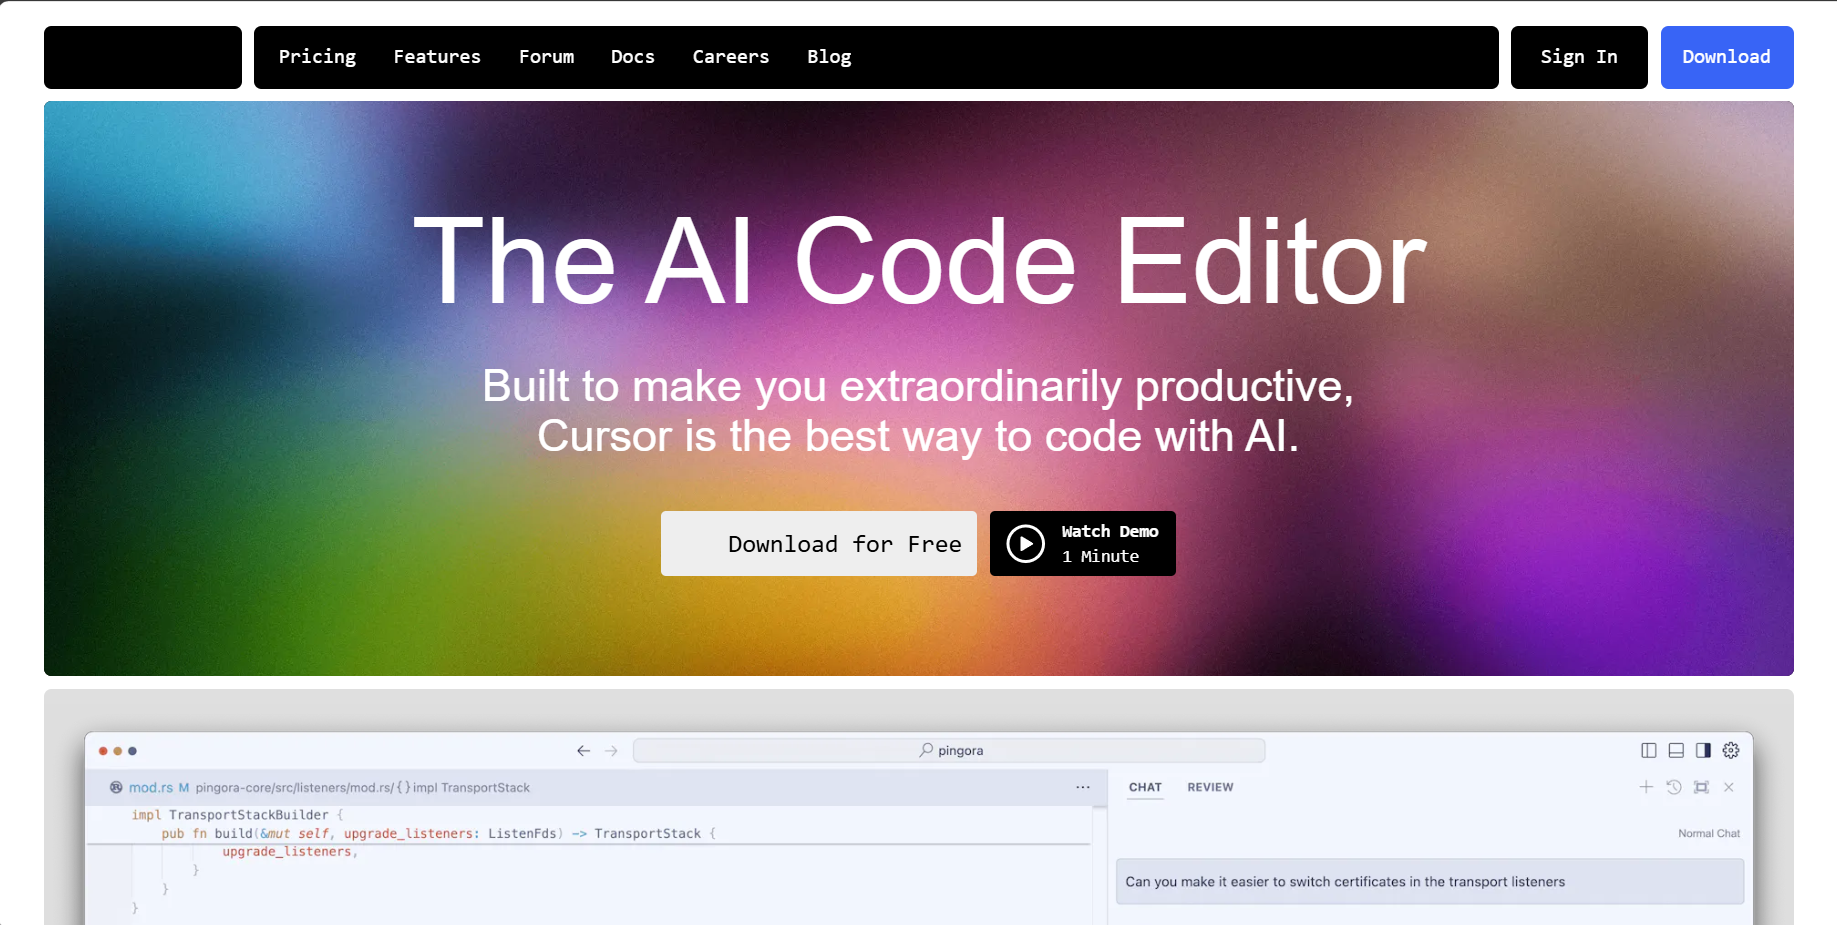 Pricing Features Forum Docs Careers Blog Sign In Download
The AI Code Editor
Built to make you extraordinarily productive,
Cursor is the best way to code with AI.
Download for Free
Watch Demo
1 Minute
pingora
mod.rs M pingora-core/src/listeners/mod.rs/{}impl TransportStack ···
CHAT REVIEW
impl TransportStackBuilder {
pub fn build(&mut self, upgrade_listeners: ListenFds) -> TransportStack {
upgrade_listeners,
}
}
}
Normal Chat
Can you make it easier to switch certificates in the transport listeners